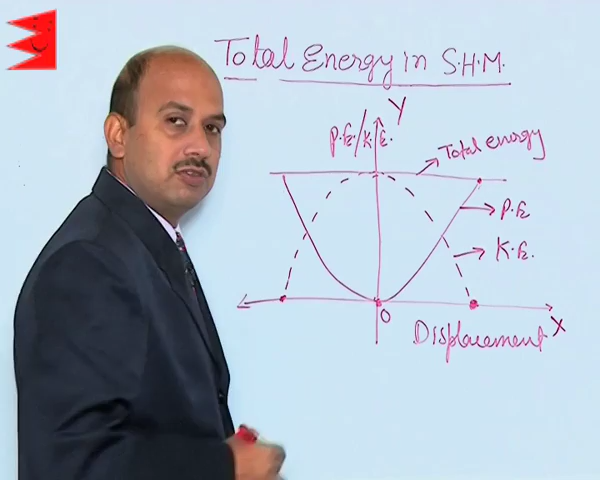 Total Energy in S.H.M.
Y
P.E./K.E.
Total energy
P.E
K.E.
O
X
Displacement